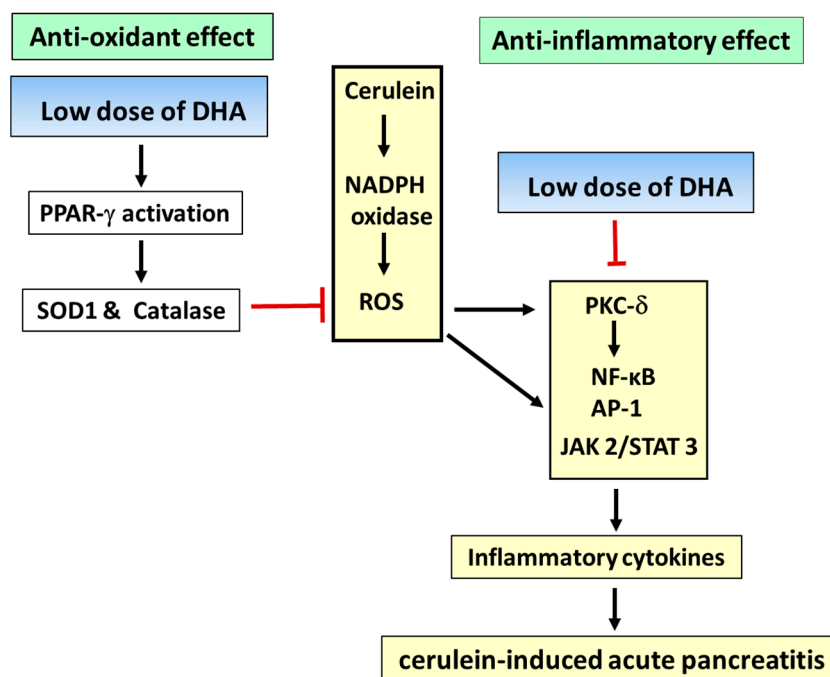 Anti-oxidant effect
Low dose of DHA
PPAR-γ activation
SOD1 & Catalase
Cerulein
NADPH
oxidase
ROS
Anti-inflammatory effect
Low dose of DHA
PKC-δ
NF-κB
AP-1
JAK 2/STAT 3
Inflammatory cytokines
cerulein-induced acute pancreatitis